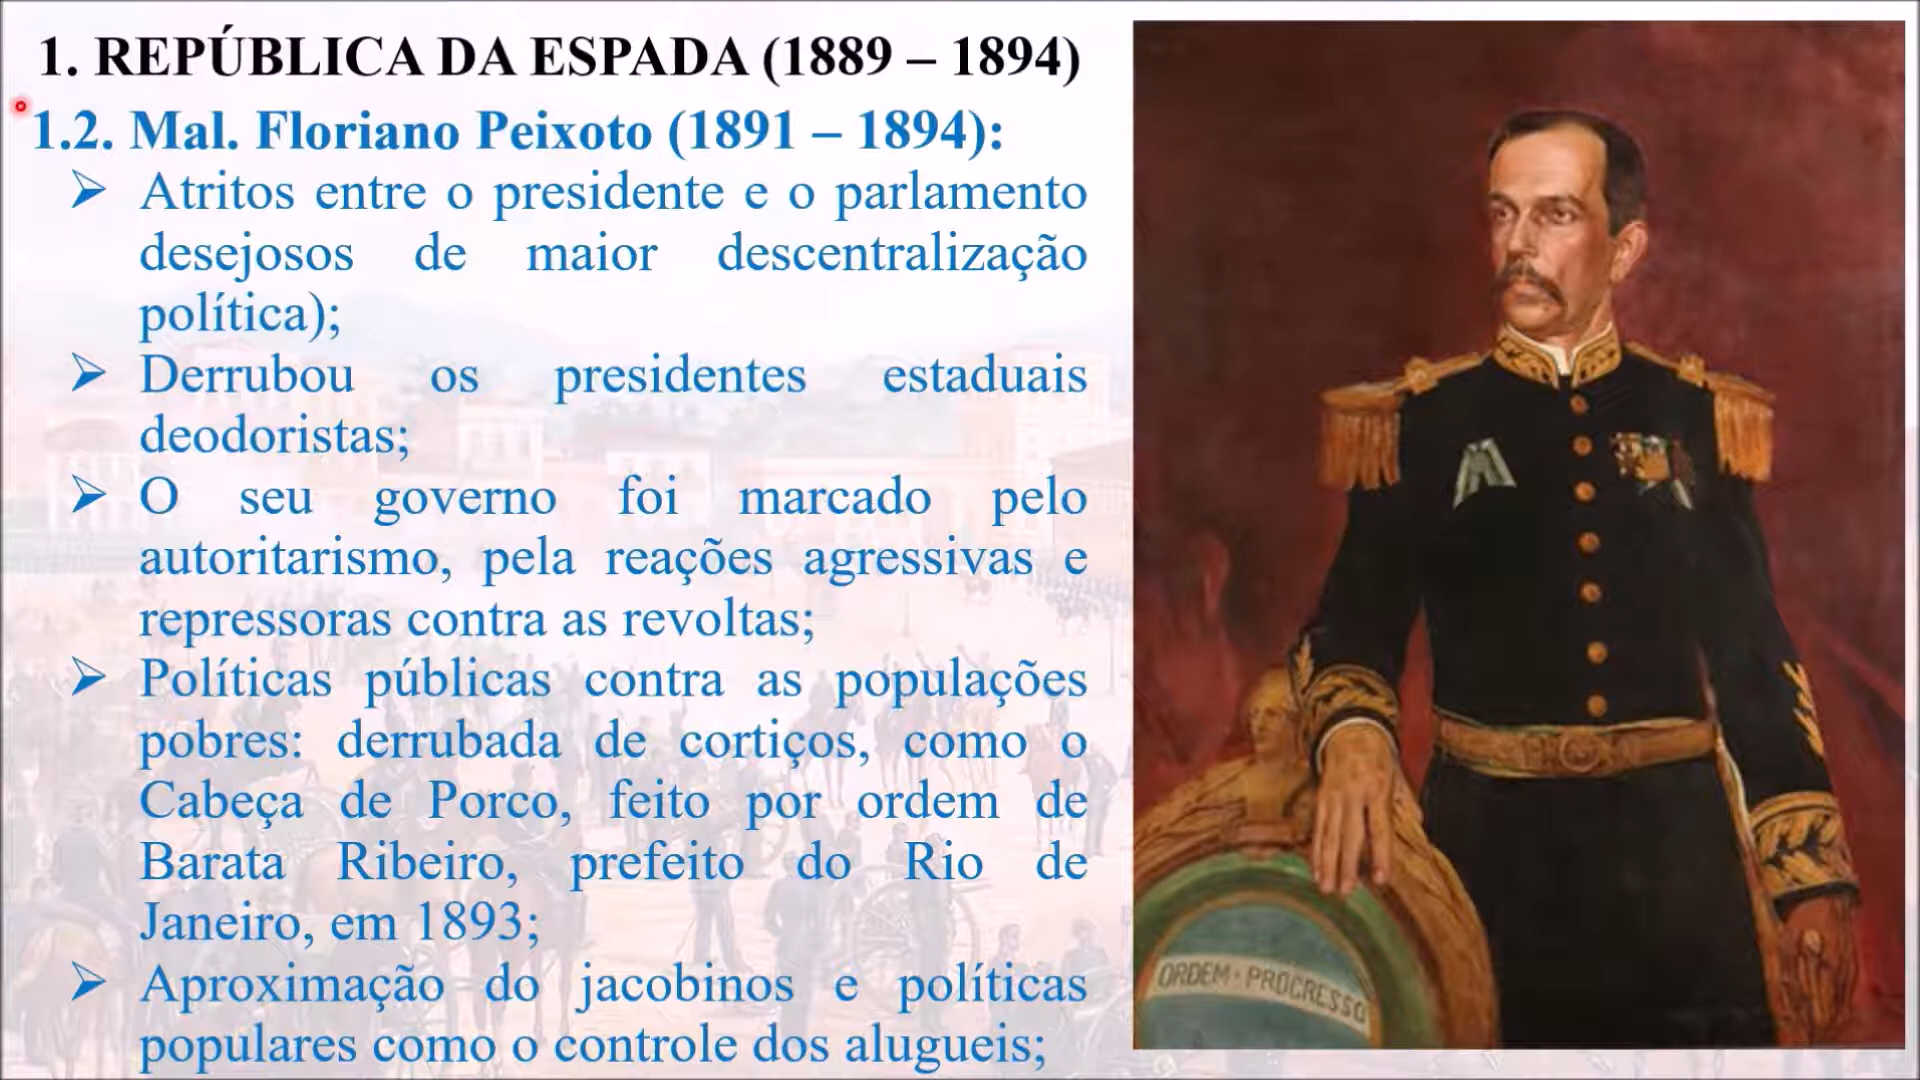 1. REPÚBLICA DA ESPADA (1889 – 1894)
1.2. Mal. Floriano Peixoto (1891 – 1894):
➢ Atritos entre o presidente e o parlamento
desejosos de maior descentralização
política);
➢ Derrubou os presidentes estaduais
deodoristas;
➢ O seu governo foi marcado pelo
autoritarismo, pela reações agressivas e
repressoras contra as revoltas;
➢ Políticas públicas contra as populações
pobres: derrubada de cortiços, como o
Cabeça de Porco, feito por ordem de
Barata Ribeiro, prefeito do Rio de
Janeiro, em 1893;
➢ Aproximação do jacobinos e políticas
populares como o controle dos alugueis;
ORDEM · PROGRESSO